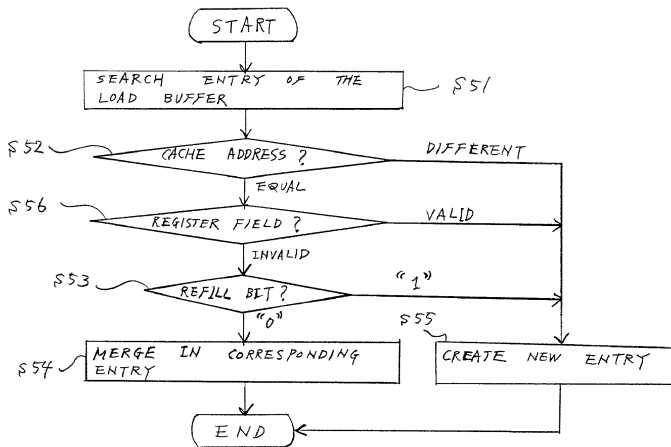 START
SEARCH ENTRY OF THE
LOAD BUFFER
S51
S52
CACHE ADDRESS ?
DIFFERENT
EQUAL
S56
REGISTER FIELD ?
VALID
INVALID
S53
REFILL BIT ?
"1"
"0"
S55
S54
MERGE IN CORRESPONDING
ENTRY
CREATE NEW ENTRY
END